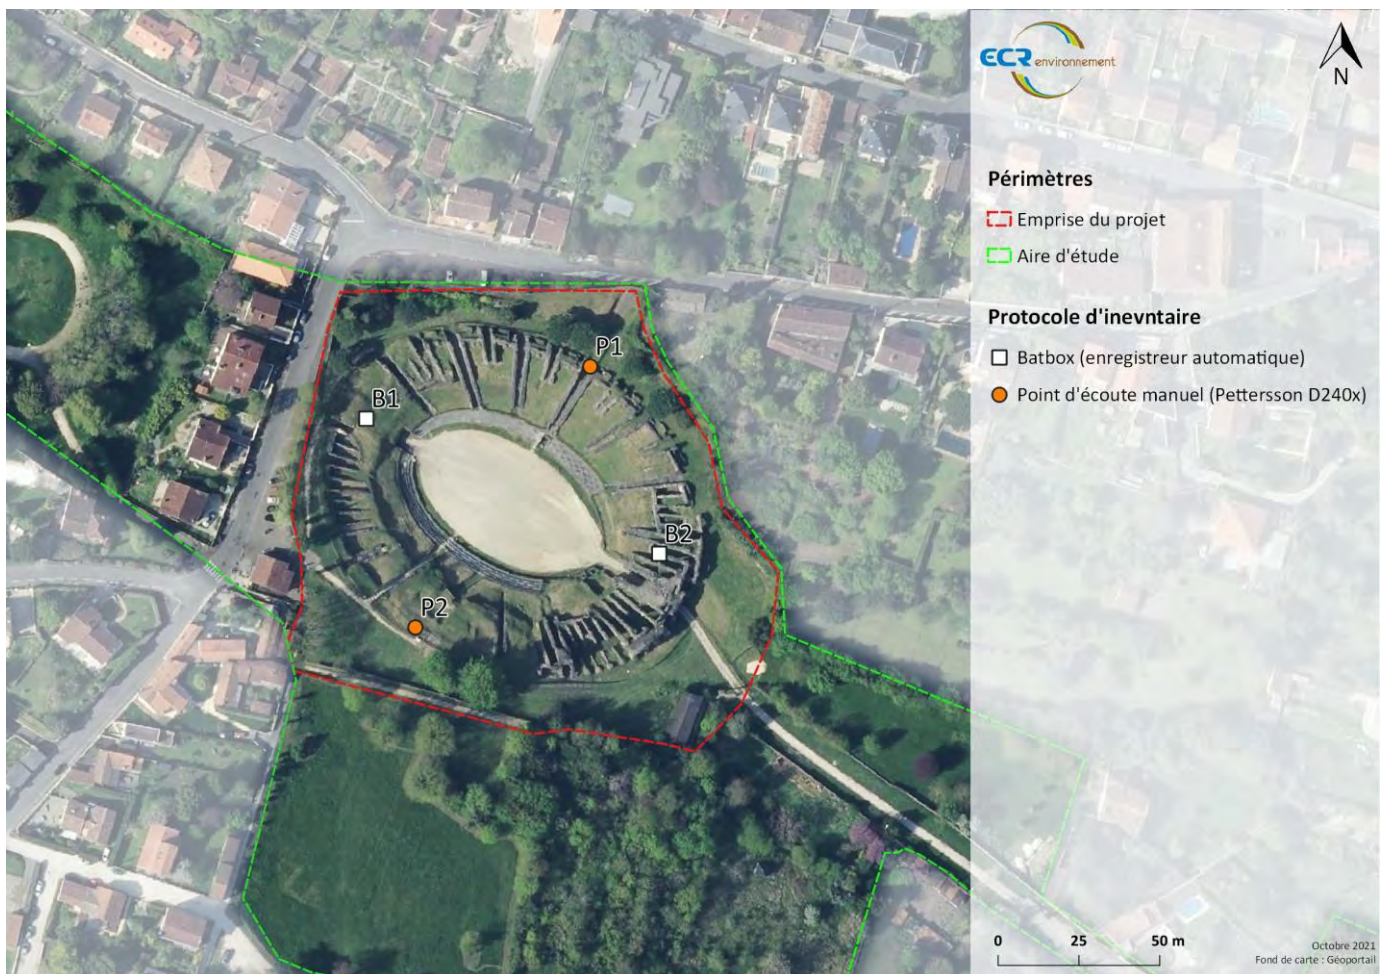 ECR environnement
N
Périmètres
Emprise du projet
Aire d'étude
Protocole d'inevntaire
Batbox (enregistreur automatique)
Point d'écoute manuel (Pettersson D240x)
P1
B1
B2
P2
0 25 50 m
Octobre 2021
Fond de carte : Géoportail